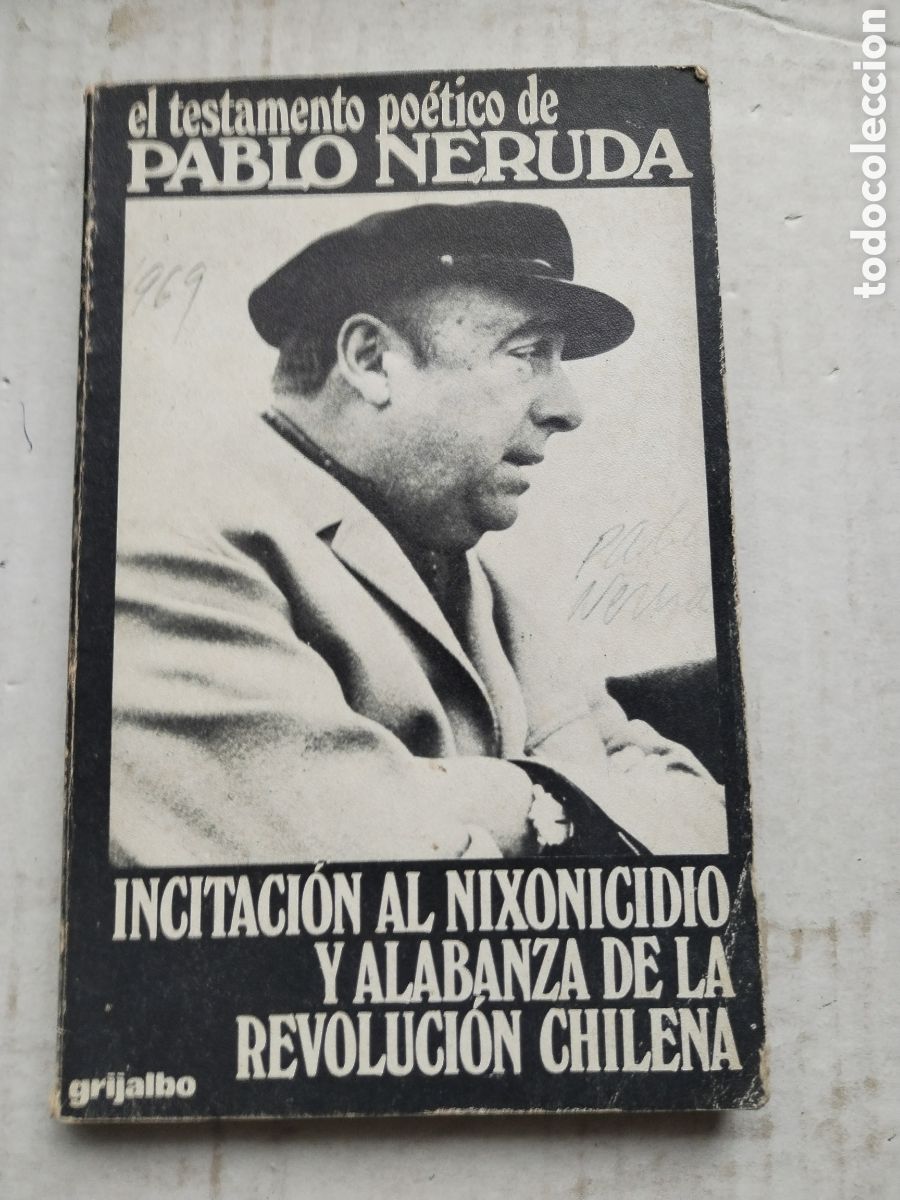 el testamento poético de
PABLO NERUDA
1969
Pablo
Neruda
INCITACIÓN AL NIXONICIDIO
Y ALABANZA DE LA
REVOLUCIÓN CHILENA
grijalbo
todocoleccion